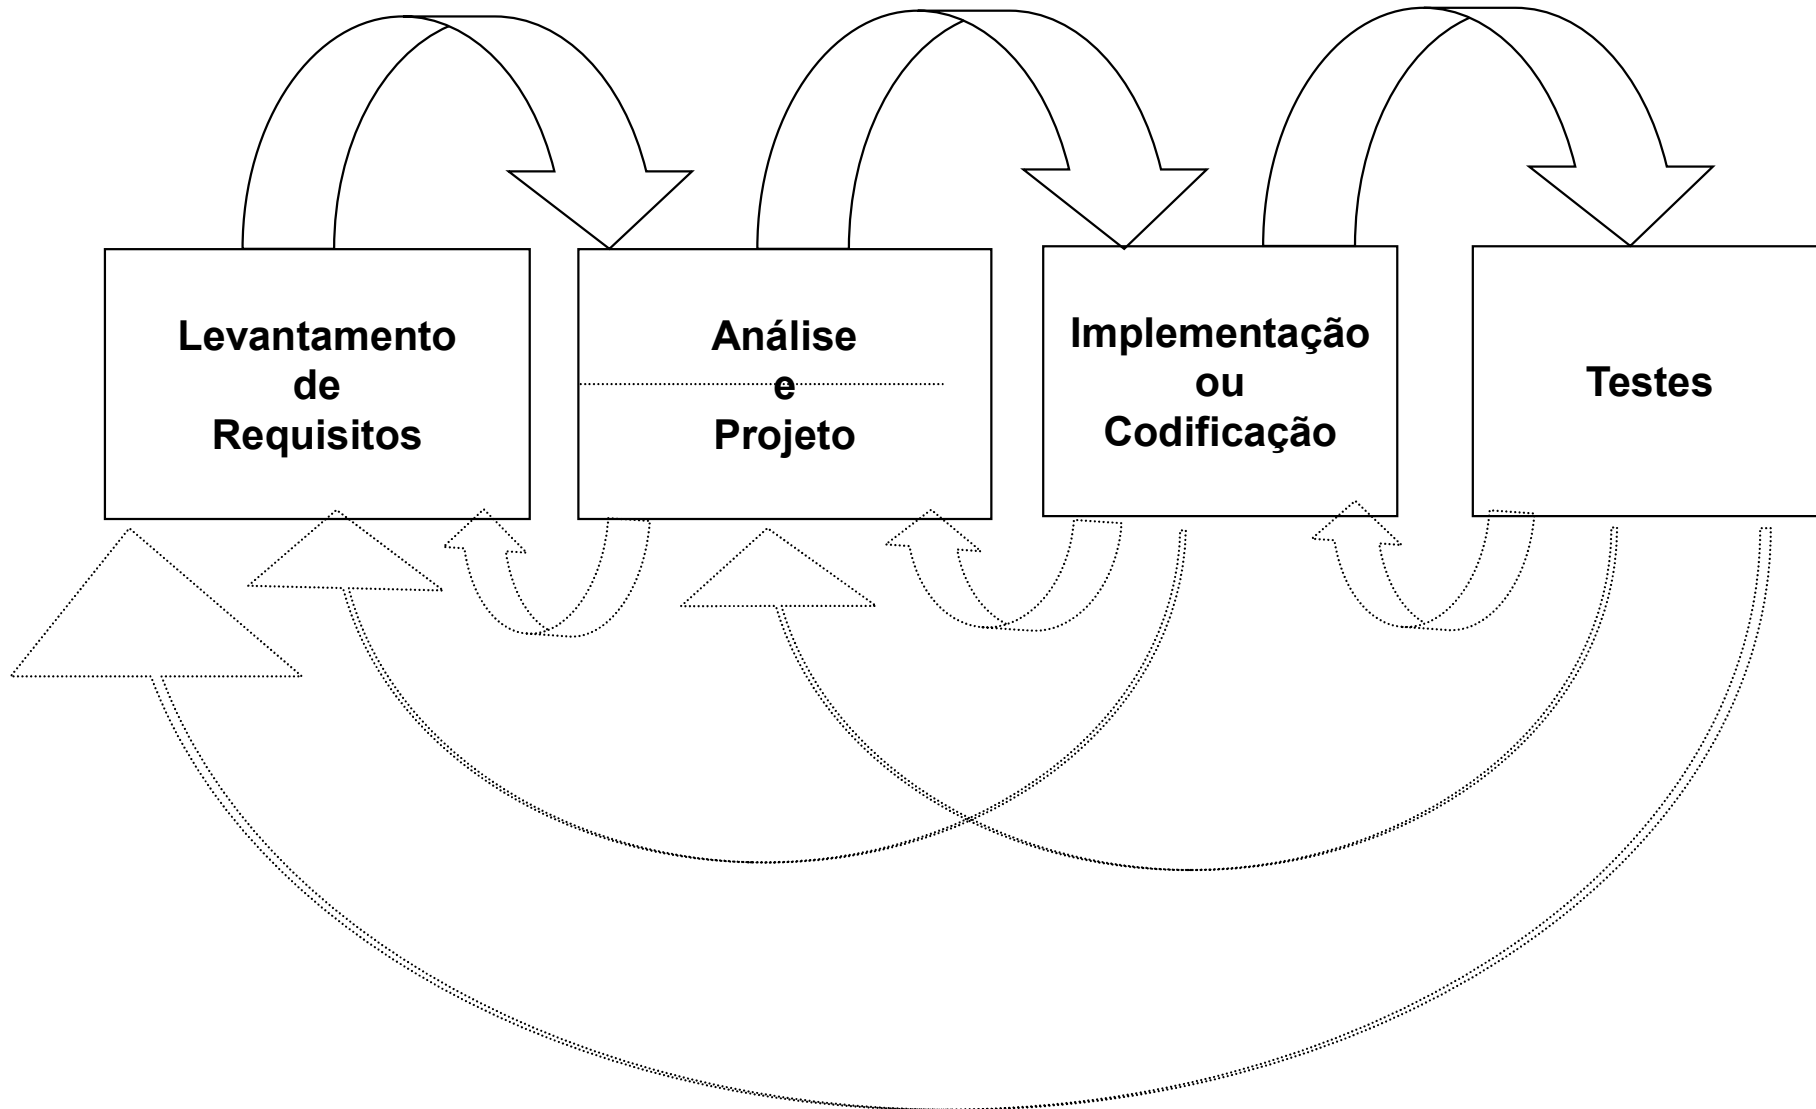 Levantamento
de
Requisitos
Análise
e
Projeto
Implementação
ou
Codificação
Testes